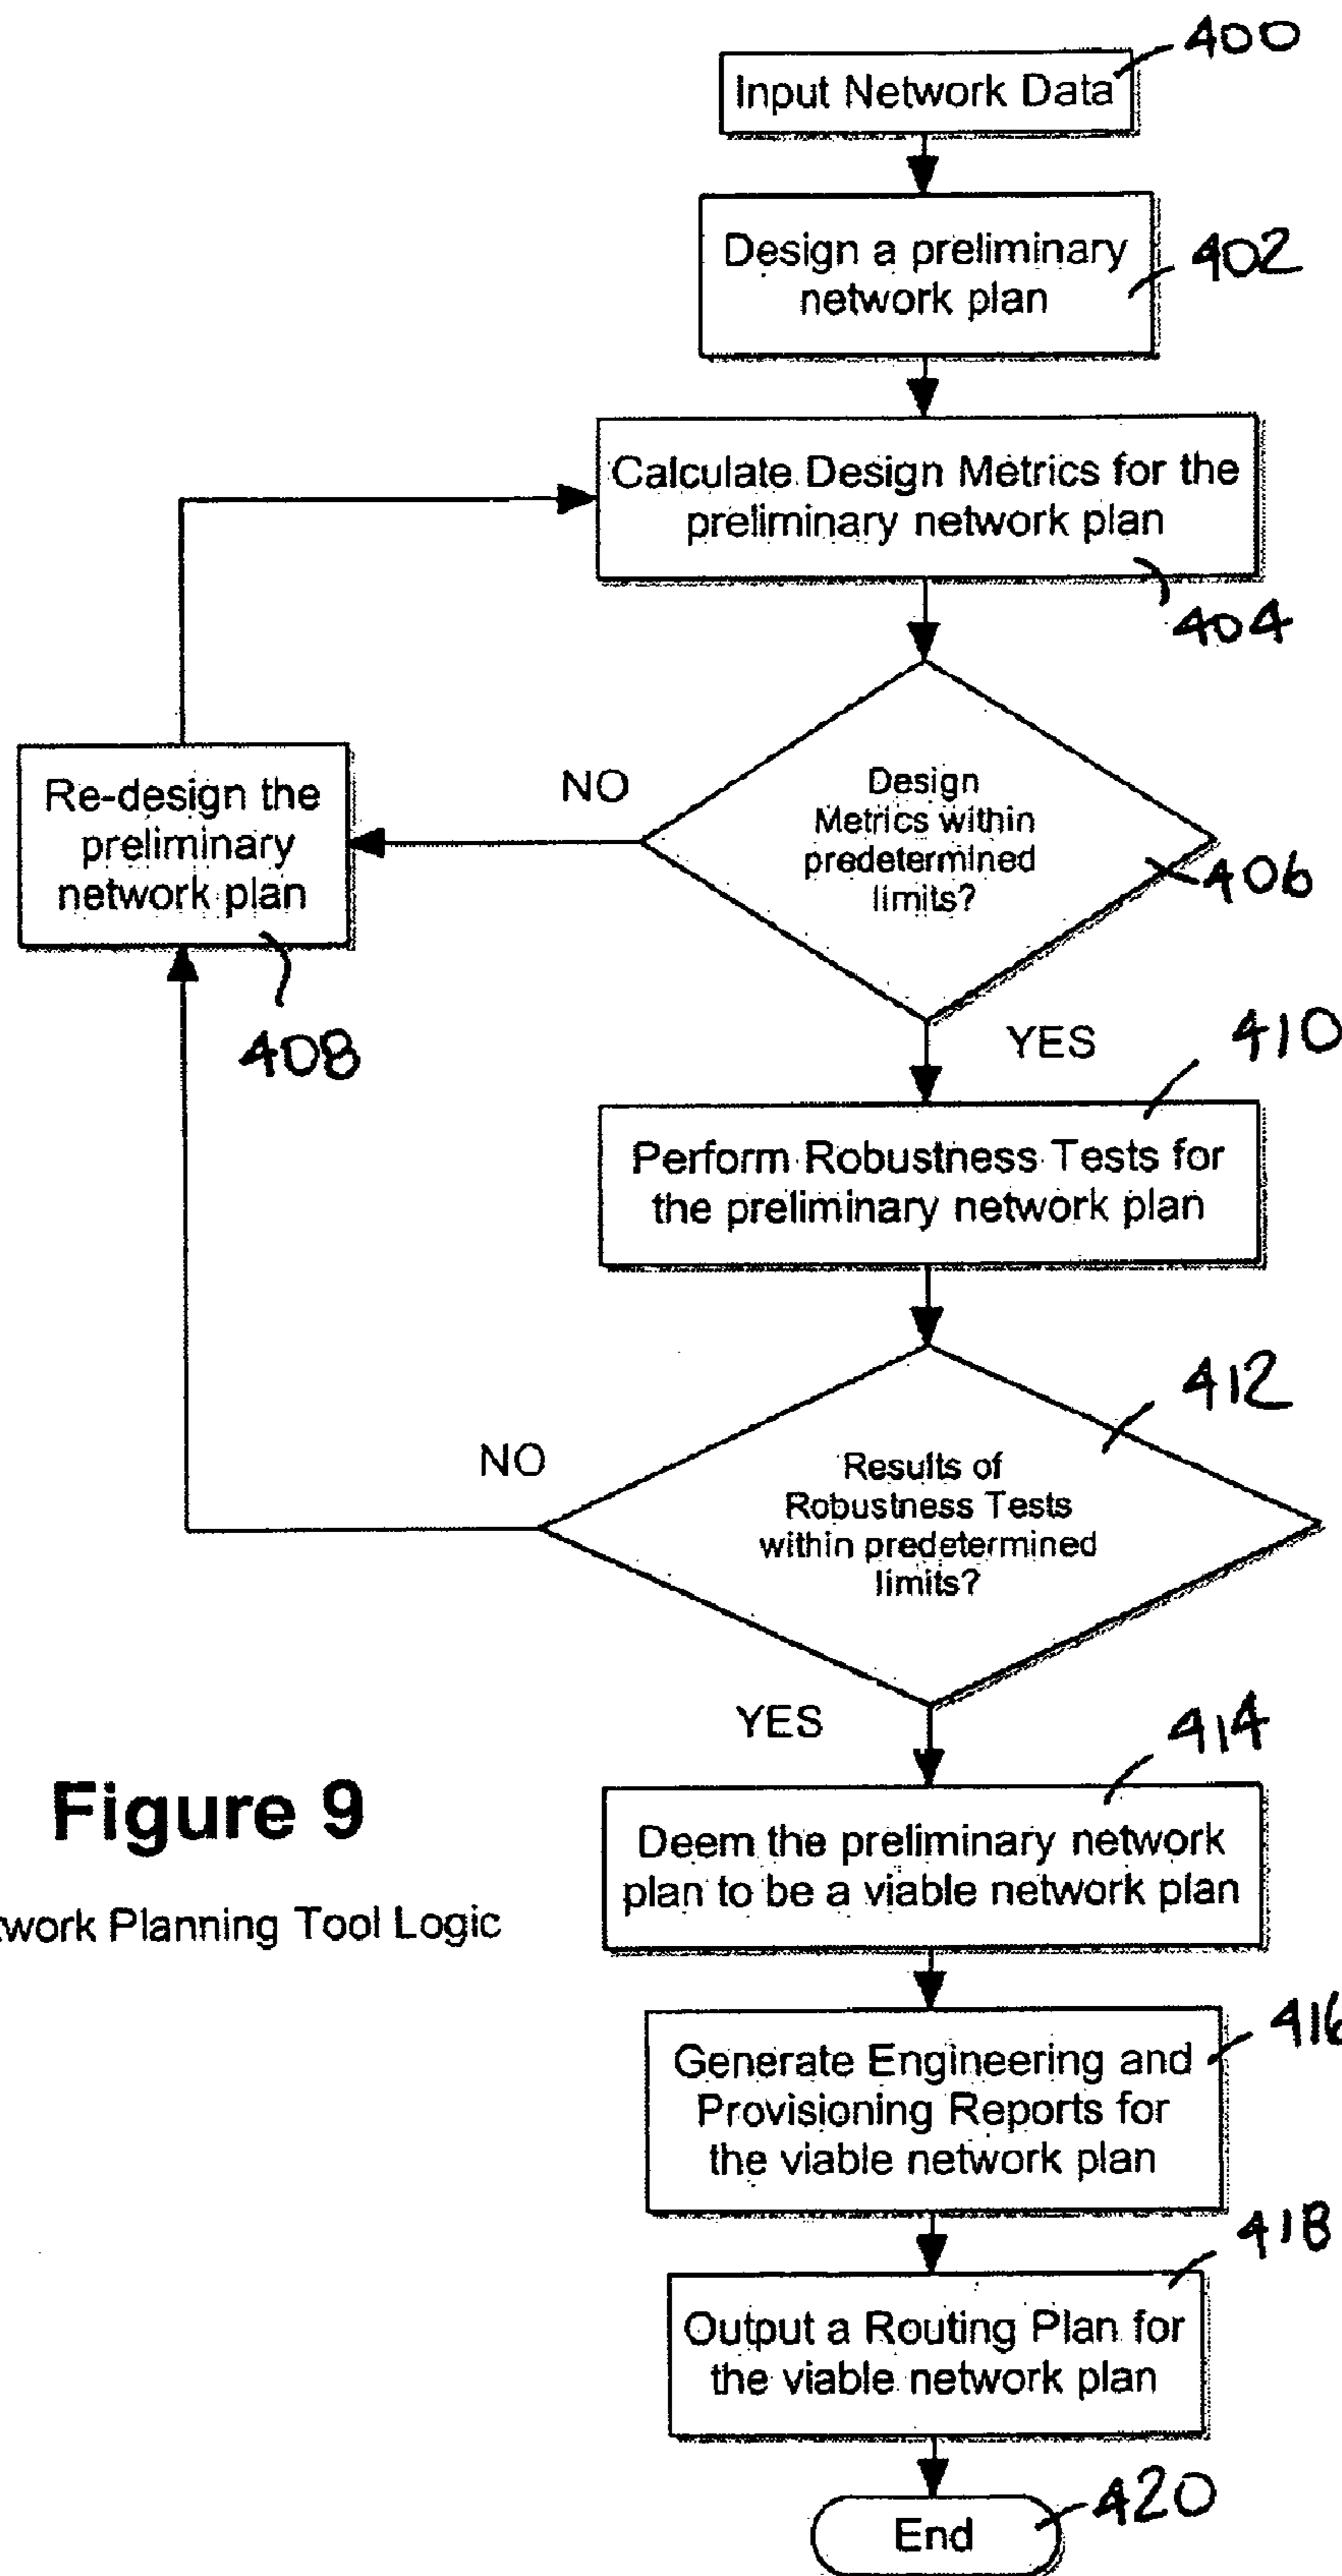 400
Input Network Data
Design a preliminary
network plan
402
Calculate Design Metrics for the
preliminary network plan
404
Re-design the
preliminary
network plan
408
NO
Design
Metrics within
predetermined
limits?
406
YES
410
Perform Robustness Tests for
the preliminary network plan
412
NO
Results of
Robustness Tests
within predetermined
limits?
YES
414
Deem the preliminary network
plan to be a viable network plan
Figure 9
work Planning Tool Logic
416
Generate Engineering and
Provisioning Reports for
the viable network plan
418
Output a Routing Plan for
the viable network plan
End
420